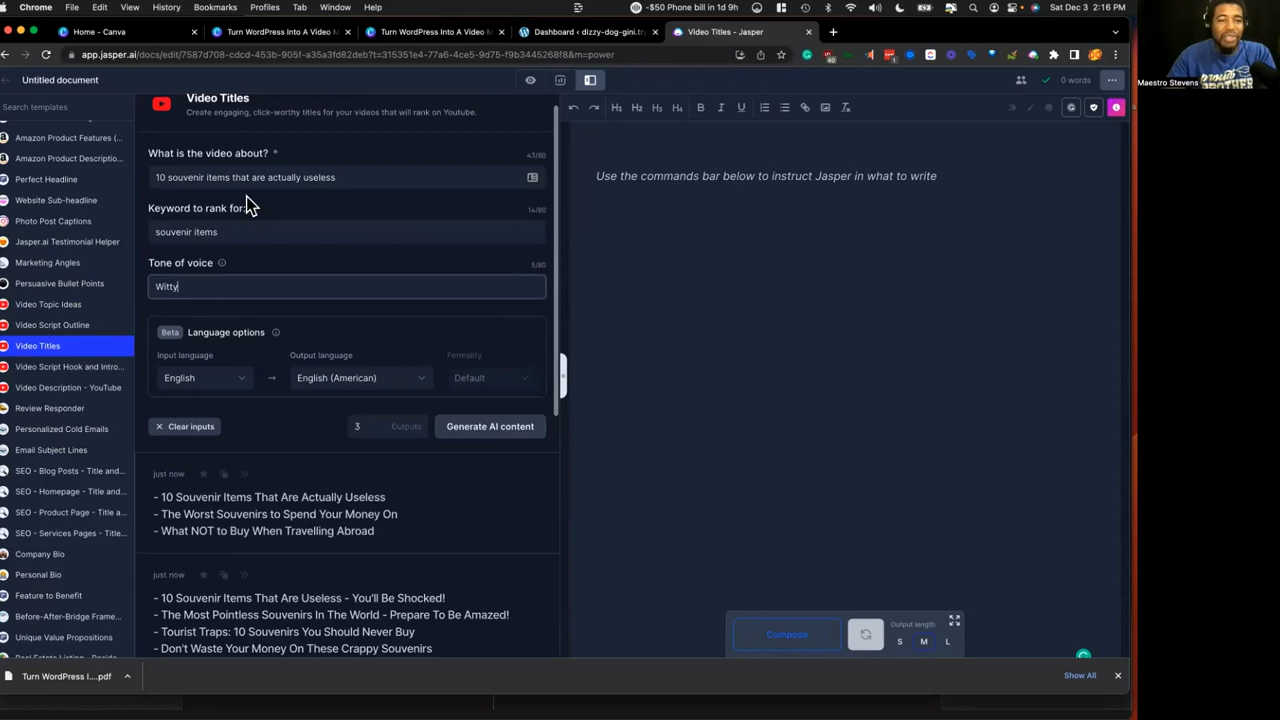 Chrome File Edit View History Bookmarks Profiles Tab Window Help
-$50 Phone bill in 1d 9h
Sat Dec 3 2:16 PM
Home - Canva
Turn WordPress Into A Video M
Turn WordPress Into A Video M
Dashboard ‹ dizzy-dog-gini.try
Video Titles - Jasper
Maestro Stevens
Untitled document
0 words
Search templates
Video Titles
Create engaging, click-worthy titles for your videos that will rank on Youtube.
H1 H2 H3 H4 B I U
Amazon Product Features (...
Amazon Product Descriptio...
Perfect Headline
Website Sub-headline
Photo Post Captions
Jasper.ai Testimonial Helper
Marketing Angles
Persuasive Bullet Points
Video Topic Ideas
Video Script Outline
Video Titles
Video Script Hook and Intro...
Video Description - YouTube
Review Responder
Personalized Cold Emails
Email Subject Lines
SEO - Blog Posts - Title and...
SEO - Homepage - Title and...
SEO - Product Page - Title a...
SEO - Services Pages - Title...
Company Bio
Personal Bio
Feature to Benefit
Before-After-Bridge Frame...
Unique Value Propositions
What is the video about? *
43/80
10 souvenir items that are actually useless
Keyword to rank for:
14/80
souvenir items
Tone of voice
5/80
Witty
Beta Language options
Input language
Output language
Formality
English
→
English (American)
Default
Clear inputs
3 Outputs
Generate AI content
just now
- 10 Souvenir Items That Are Actually Useless
- The Worst Souvenirs to Spend Your Money On
- What NOT to Buy When Travelling Abroad
just now
- 10 Souvenir Items That Are Useless - You'll Be Shocked!
- The Most Pointless Souvenirs In The World - Prepare To Be Amazed!
- Tourist Traps: 10 Souvenirs You Should Never Buy
- Don't Waste Your Money On These Crappy Souvenirs
Use the commands bar below to instruct Jasper in what to write
Compose
Output length
S M L
Turn WordPress I....pdf
Show All